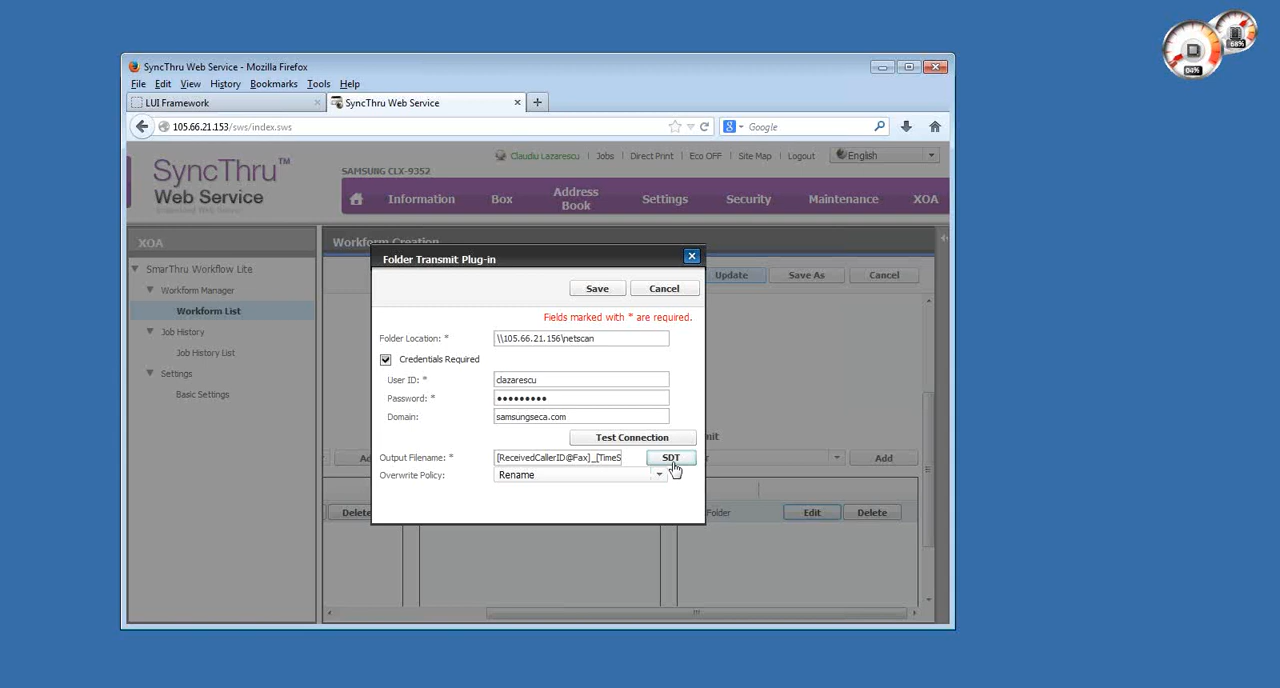 SyncThru Web Service - Mozilla Firefox
File Edit View History Bookmarks Tools Help
LUI Framework
SyncThru Web Service
105.66.21.153/sws/index.sws
Google
Claudiu Lazarescu | Jobs | Direct Print | Eco OFF | Site Map | Logout
English
SyncThru™
Web Service
SAMSUNG CLX-9352
Information
Box
Address
Book
Settings
Security
Maintenance
XOA
XOA
Workform Creation
SmarThru Workflow Lite
Workform Manager
Workform List
Job History
Job History List
Settings
Basic Settings
Update
Save As
Cancel
Folder Transmit Plug-in
Save
Cancel
Fields marked with * are required.
Folder Location: *
\\105.66.21.156\netscan
Credentials Required
User ID: *
clazarescu
Password: *
•••••••••
Domain:
samsungseca.com
Test Connection
Output Filename: *
[ReceivedCallerID@Fax]_[TimeS
SDT
Overwrite Policy:
Rename
Add
Delete
Folder
Edit
Delete
04%
68%